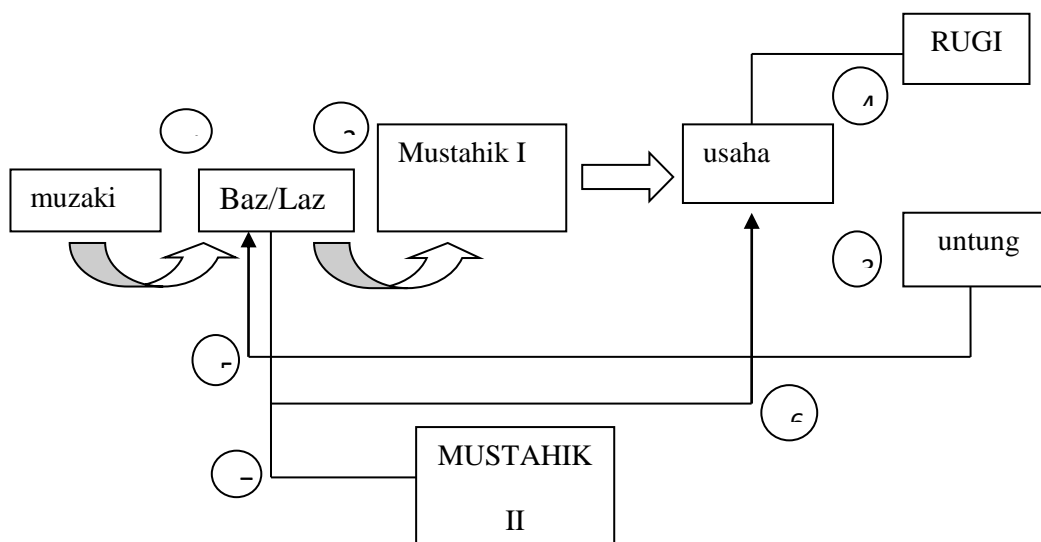 RUGI
Mustahik I
usaha
muzaki
Baz/Laz
untung
MUSTAHIK
II